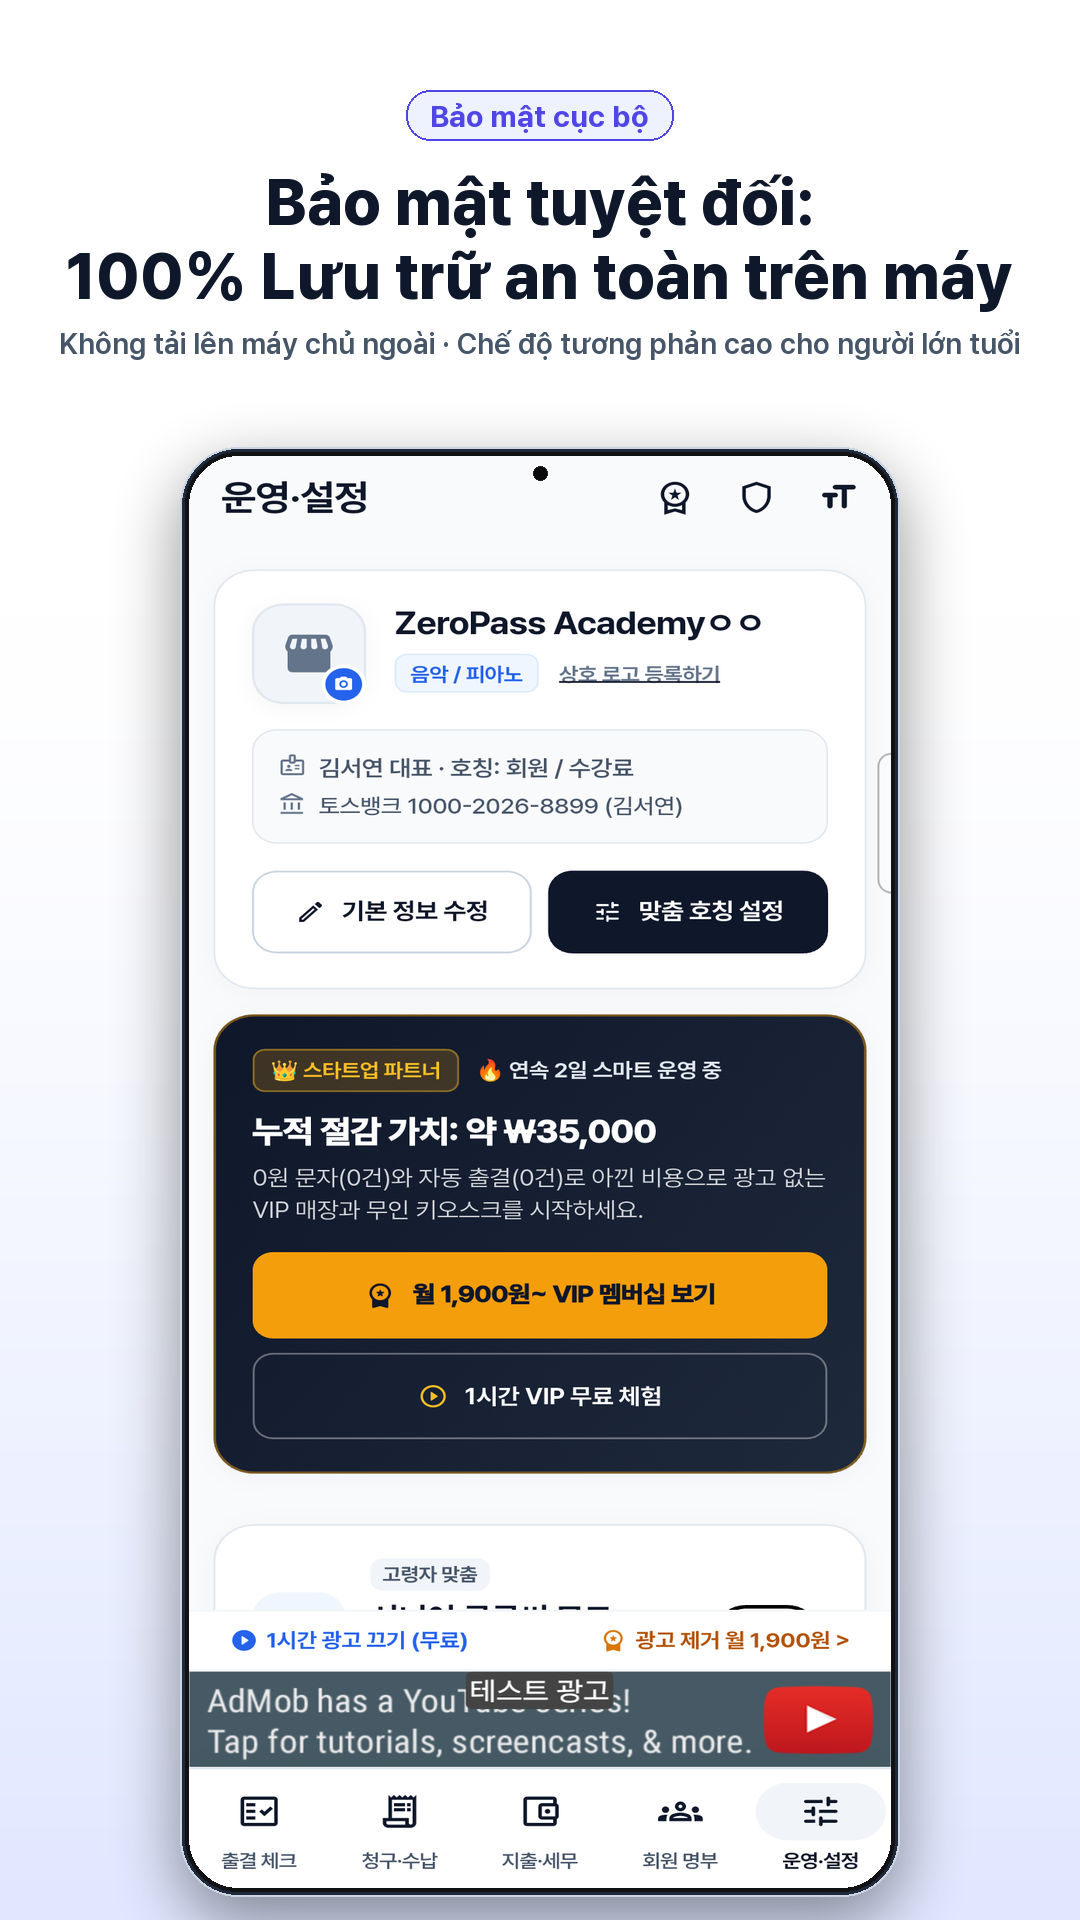 Bảo mật cục bộ
Bảo mật tuyệt đối:
100% Lưu trữ an toàn trên máy
Không tải lên máy chủ ngoài · Chế độ tương phản cao cho người lớn tuổi
운영·설정
ZeroPass Academyㅇㅇ
음악 / 피아노
상호 로고 등록하기
김서연 대표 · 호칭: 회원 / 수강료
토스뱅크 1000-2026-8899 (김서연)
기본 정보 수정
맞춤 호칭 설정
👑 스타트업 파트너
🔥 연속 2일 스마트 운영 중
누적 절감 가치: 약 ₩35,000
0원 문자(0건)와 자동 출결(0건)로 아낀 비용으로 광고 없는
VIP 매장과 무인 키오스크를 시작하세요.
월 1,900원~ VIP 멤버십 보기
1시간 VIP 무료 체험
고령자 맞춤
1시간 광고 끄기 (무료)
광고 제거 월 1,900원 >
테스트 광고
AdMob has a YouTube series!
Tap for tutorials, screencasts, & more.
출결 체크
청구·수납
지출·세무
회원 명부
운영·설정